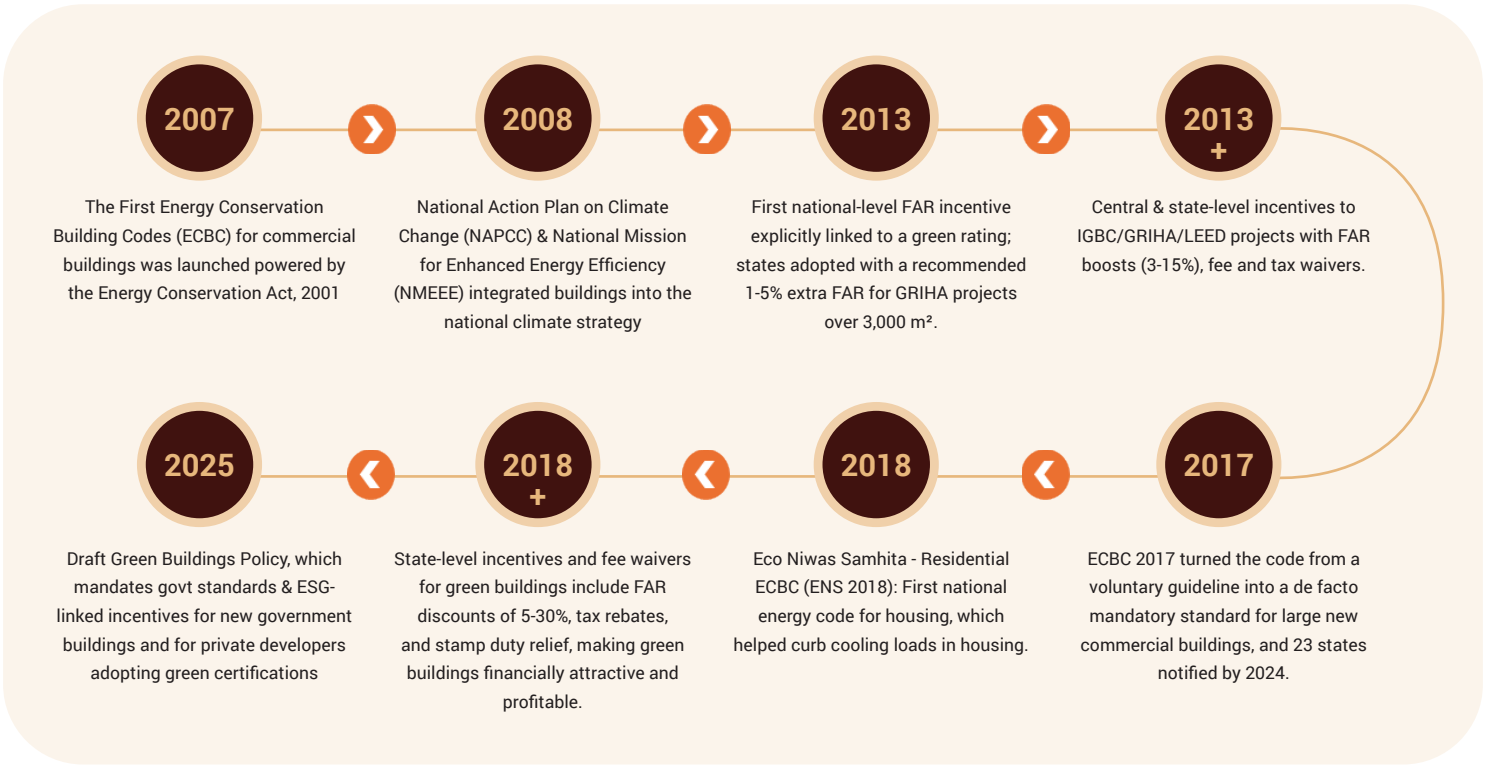 2007
The First Energy Conservation
Building Codes (ECBC) for commercial
buildings was launched powered by
the Energy Conservation Act, 2001
2008
National Action Plan on Climate
Change (NAPCC) & National Mission
for Enhanced Energy Efficiency
(NMEEE) integrated buildings into the
national climate strategy
2013
First national-level FAR incentive
explicitly linked to a green rating;
states adopted with a recommended
1-5% extra FAR for GRIHA projects
over 3,000 m².
2013
+
Central & state-level incentives to
IGBC/GRIHA/LEED projects with FAR
boosts (3-15%), fee and tax waivers.
2017
ECBC 2017 turned the code from a
voluntary guideline into a de facto
mandatory standard for large new
commercial buildings, and 23 states
notified by 2024.
2018
Eco Niwas Samhita - Residential
ECBC (ENS 2018): First national
energy code for housing, which
helped curb cooling loads in housing.
2018
+
State-level incentives and fee waivers
for green buildings include FAR
discounts of 5-30%, tax rebates,
and stamp duty relief, making green
buildings financially attractive and
profitable.
2025
Draft Green Buildings Policy, which
mandates govt standards & ESG-
linked incentives for new government
buildings and for private developers
adopting green certifications